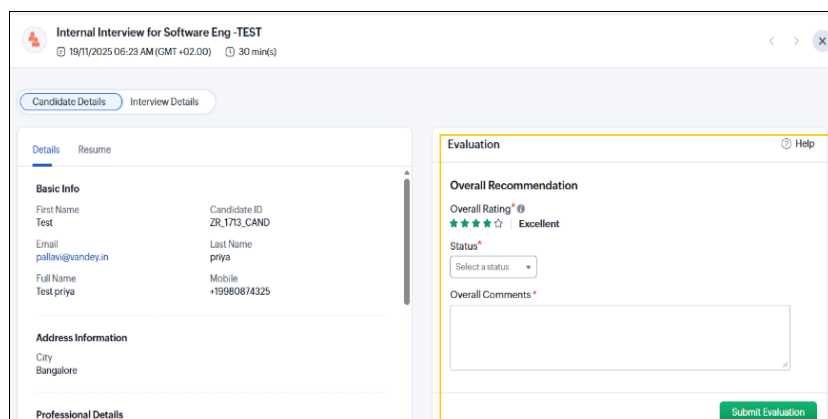 Internal Interview for Software Eng -TEST
19/11/2025 06:23 AM (GMT +02.00) 30 min(s)
Candidate Details Interview Details
Details Resume
Basic Info
First Name Candidate ID
Test ZR_1713_CAND
Email Last Name
pallavi@vandey.in priya
Full Name Mobile
Test priya +19980874325
Address Information
City
Bangalore
Professional Details
Evaluation Help
Overall Recommendation
Overall Rating*
Excellent
Status*
Select a status
Overall Comments *
Submit Evaluation